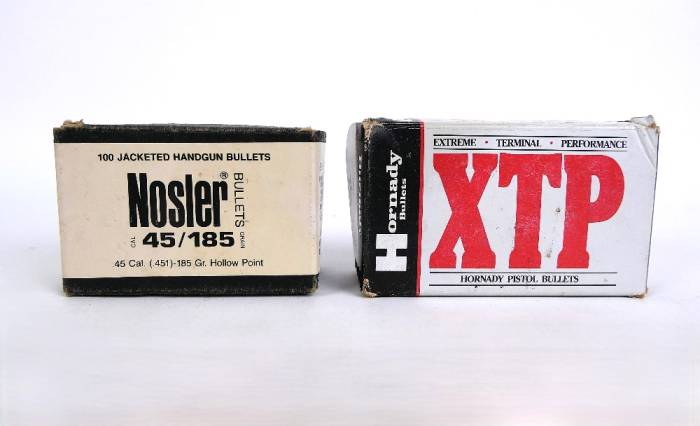 100 JACKETED HANDGUN BULLETS
Nosler®
BULLETS
CAL 45/185 GRAIN
45 Cal. (.451)-185 Gr. Hollow Point
Hornady
Bullets
EXTREME · TERMINAL · PERFORMANCE
XTP
HORNADY PISTOL BULLETS